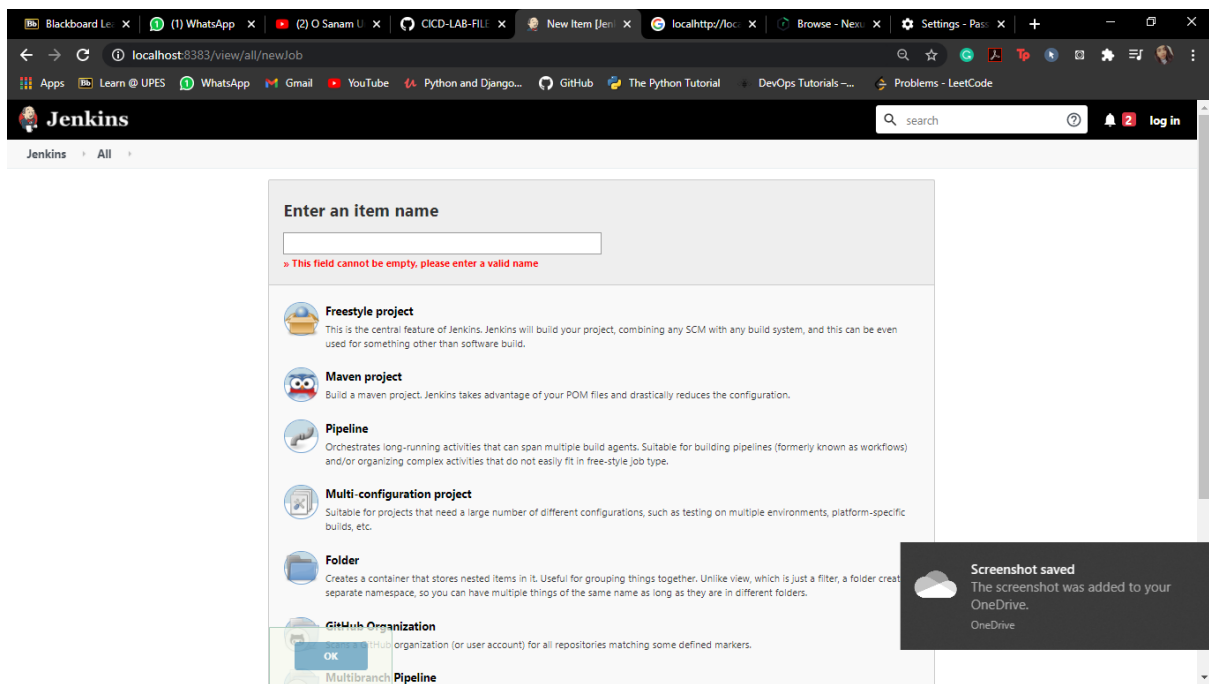 Blackboard Le
(1) WhatsApp
(2) O Sanam U
CICD-LAB-FILE
New Item [Jen
localhttp://loca
Browse - Nexu
Settings - Pass
localhost:8383/view/all/newJob
Apps
Learn @ UPES
WhatsApp
Gmail
YouTube
Python and Django...
GitHub
The Python Tutorial
DevOps Tutorials –...
Problems - LeetCode
Jenkins
search
2
log in
Jenkins
All
Enter an item name
» This field cannot be empty, please enter a valid name
Freestyle project
This is the central feature of Jenkins. Jenkins will build your project, combining any SCM with any build system, and this can be even
used for something other than software build.
Maven project
Build a maven project. Jenkins takes advantage of your POM files and drastically reduces the configuration.
Pipeline
Orchestrates long-running activities that can span multiple build agents. Suitable for building pipelines (formerly known as workflows)
and/or organizing complex activities that do not easily fit in free-style job type.
Multi-configuration project
Suitable for projects that need a large number of different configurations, such as testing on multiple environments, platform-specific
builds, etc.
Folder
Creates a container that stores nested items in it. Useful for grouping things together. Unlike view, which is just a filter, a folder creat
separate namespace, so you can have multiple things of the same name as long as they are in different folders.
GitHub Organization
Scans a GitHub organization (or user account) for all repositories matching some defined markers.
OK
Multibranch Pipeline
Screenshot saved
The screenshot was added to your
OneDrive.
OneDrive